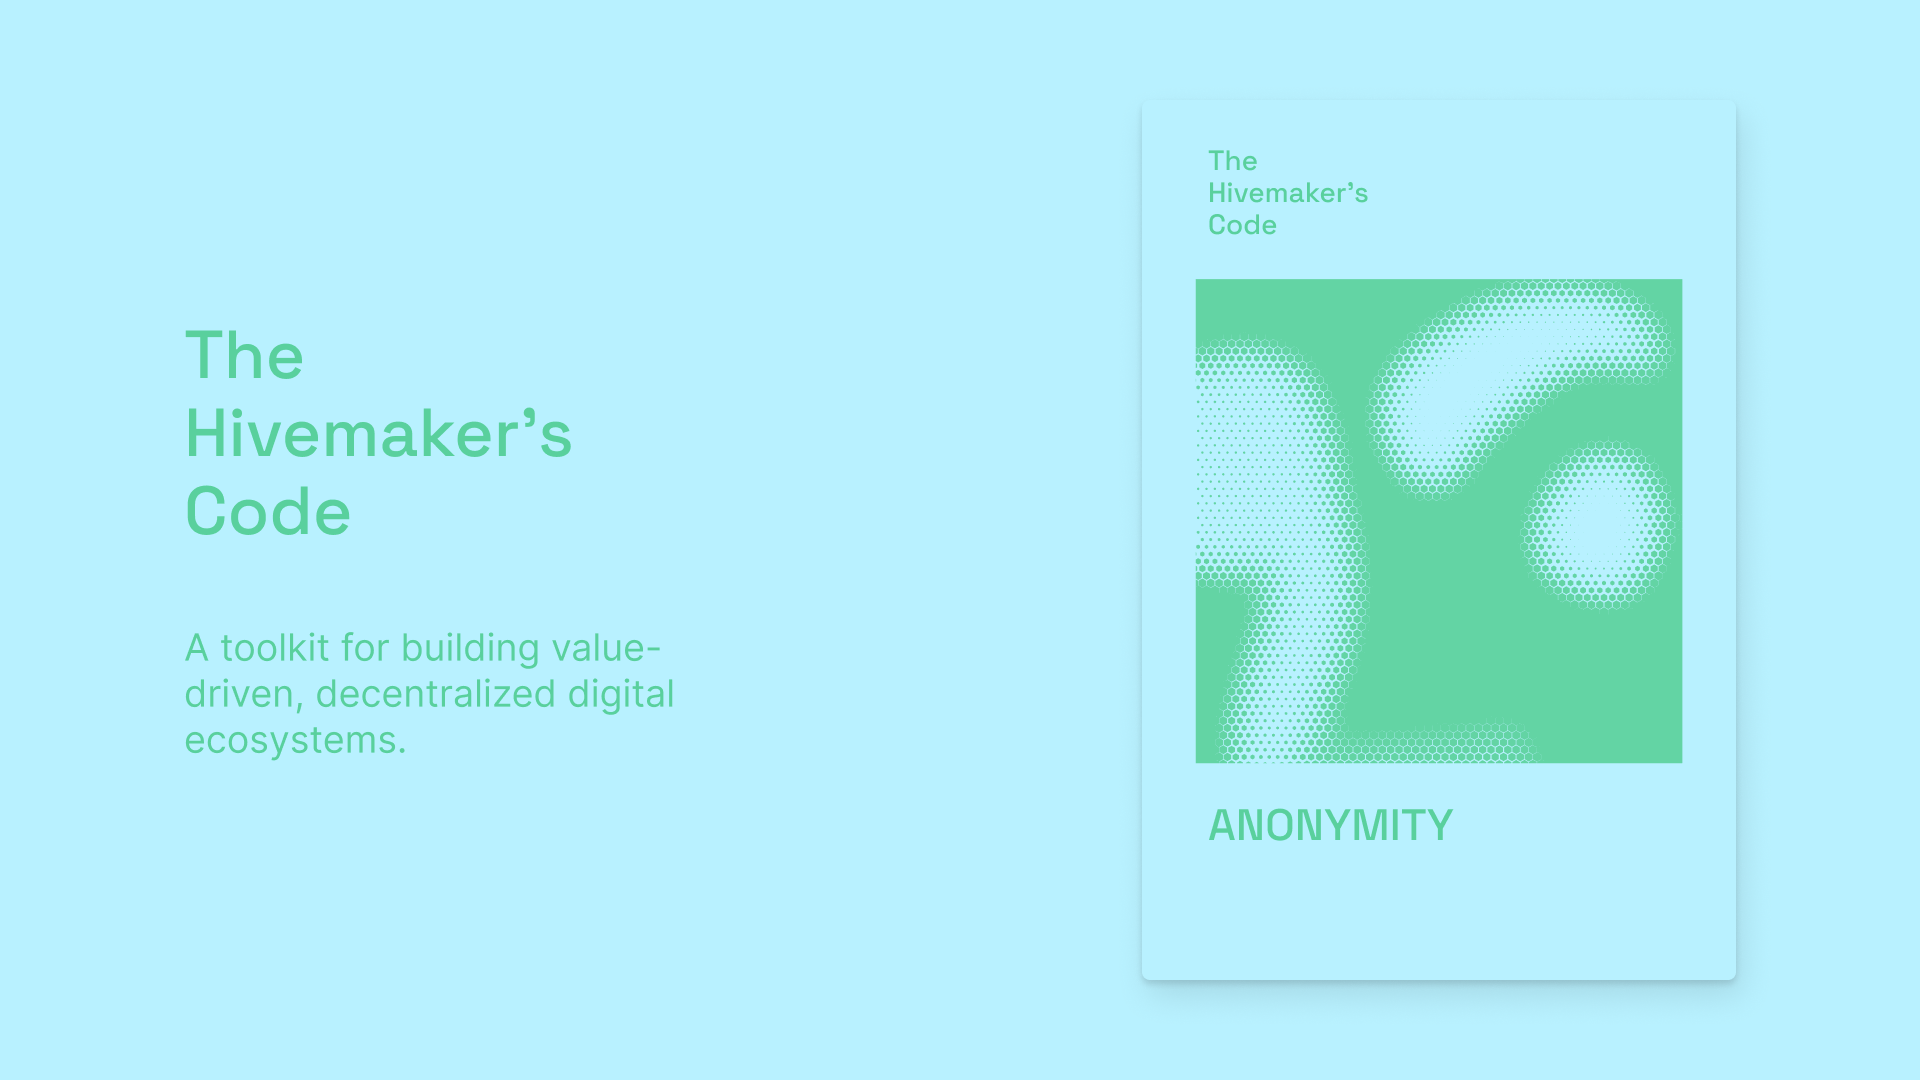 The
Hivemaker’s
Code
A toolkit for building value-
driven, decentralized digital
ecosystems.
The
Hivemaker’s
Code
ANONYMITY